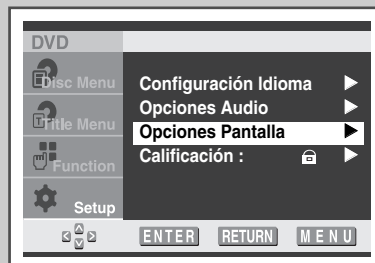 DVD
Disc Menu
Title Menu
Function
Setup
Configuración Idioma
Opciones Audio
Opciones Pantalla
Calificación :
ENTER RETURN MENU